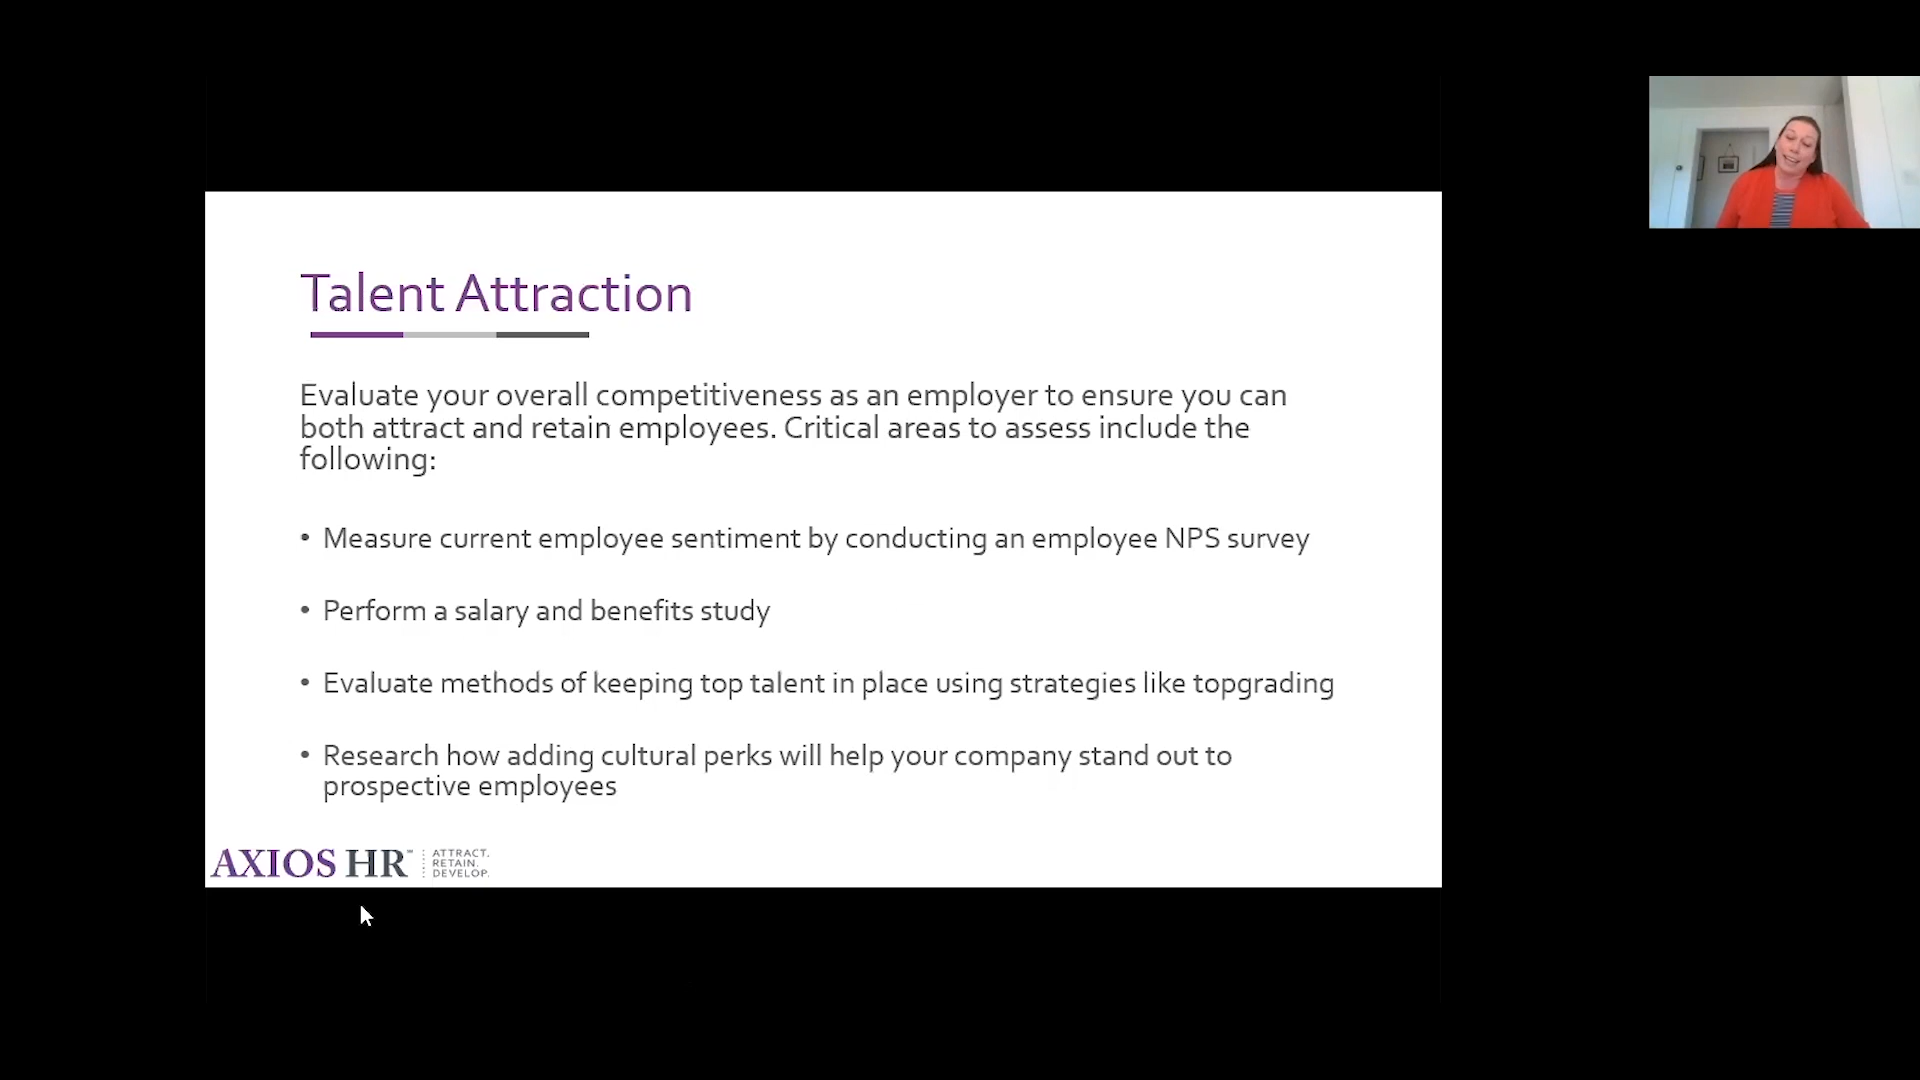 Talent Attraction
Evaluate your overall competitiveness as an employer to ensure you can
both attract and retain employees. Critical areas to assess include the
following:
• Measure current employee sentiment by conducting an employee NPS survey
• Perform a salary and benefits study
• Evaluate methods of keeping top talent in place using strategies like topgrading
• Research how adding cultural perks will help your company stand out to
prospective employees
AXIOS HR
ATTRACT.
RETAIN.
DEVELOP.